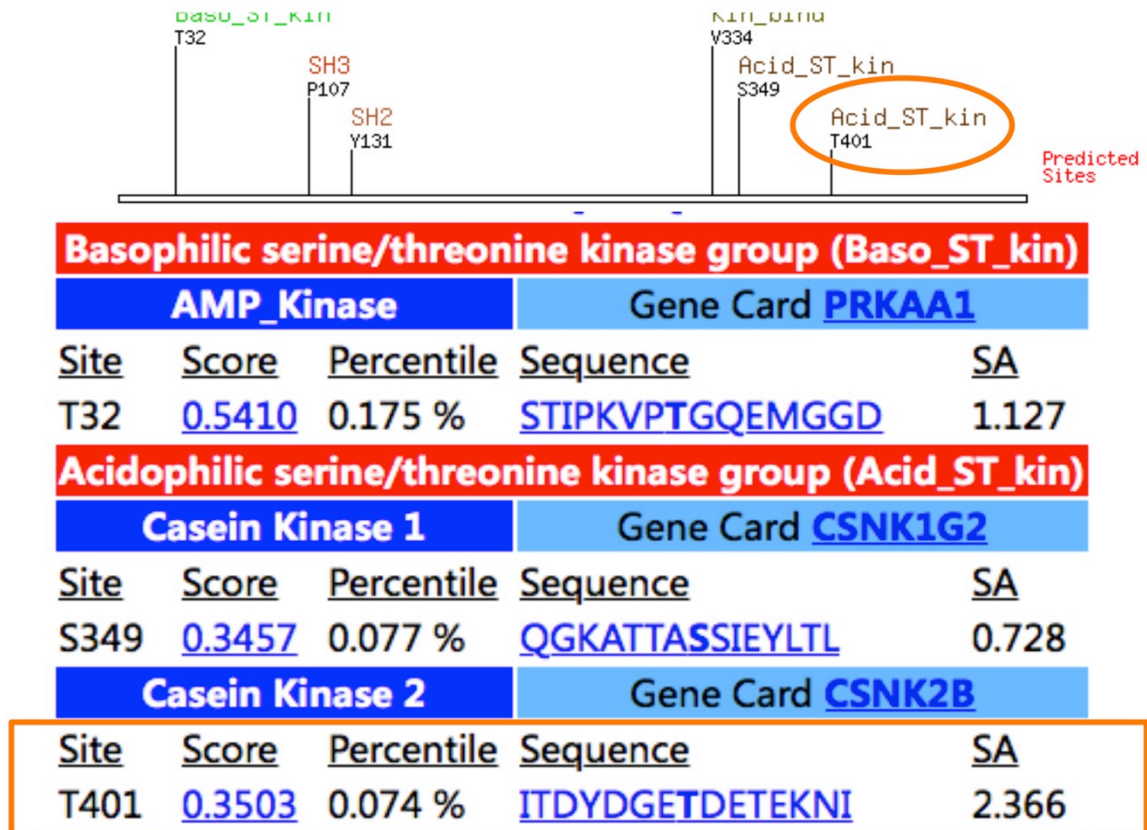 Baso_ST_kin Kin_bind
T32 V334
SH3 Acid_ST_kin
P107 S349
SH2 Acid_ST_kin
Y131 T401
Predicted
Sites
Basophilic serine/threonine kinase group (Baso_ST_kin)
AMP_Kinase Gene Card PRKAA1
Site Score Percentile Sequence SA
T32 0.5410 0.175 % STIPKVPTGQEMGGD 1.127
Acidophilic serine/threonine kinase group (Acid_ST_kin)
Casein Kinase 1 Gene Card CSNK1G2
Site Score Percentile Sequence SA
S349 0.3457 0.077 % QGKATTASSIEYLTL 0.728
Casein Kinase 2 Gene Card CSNK2B
Site Score Percentile Sequence SA
T401 0.3503 0.074 % ITDYDGETDETEKNI 2.366